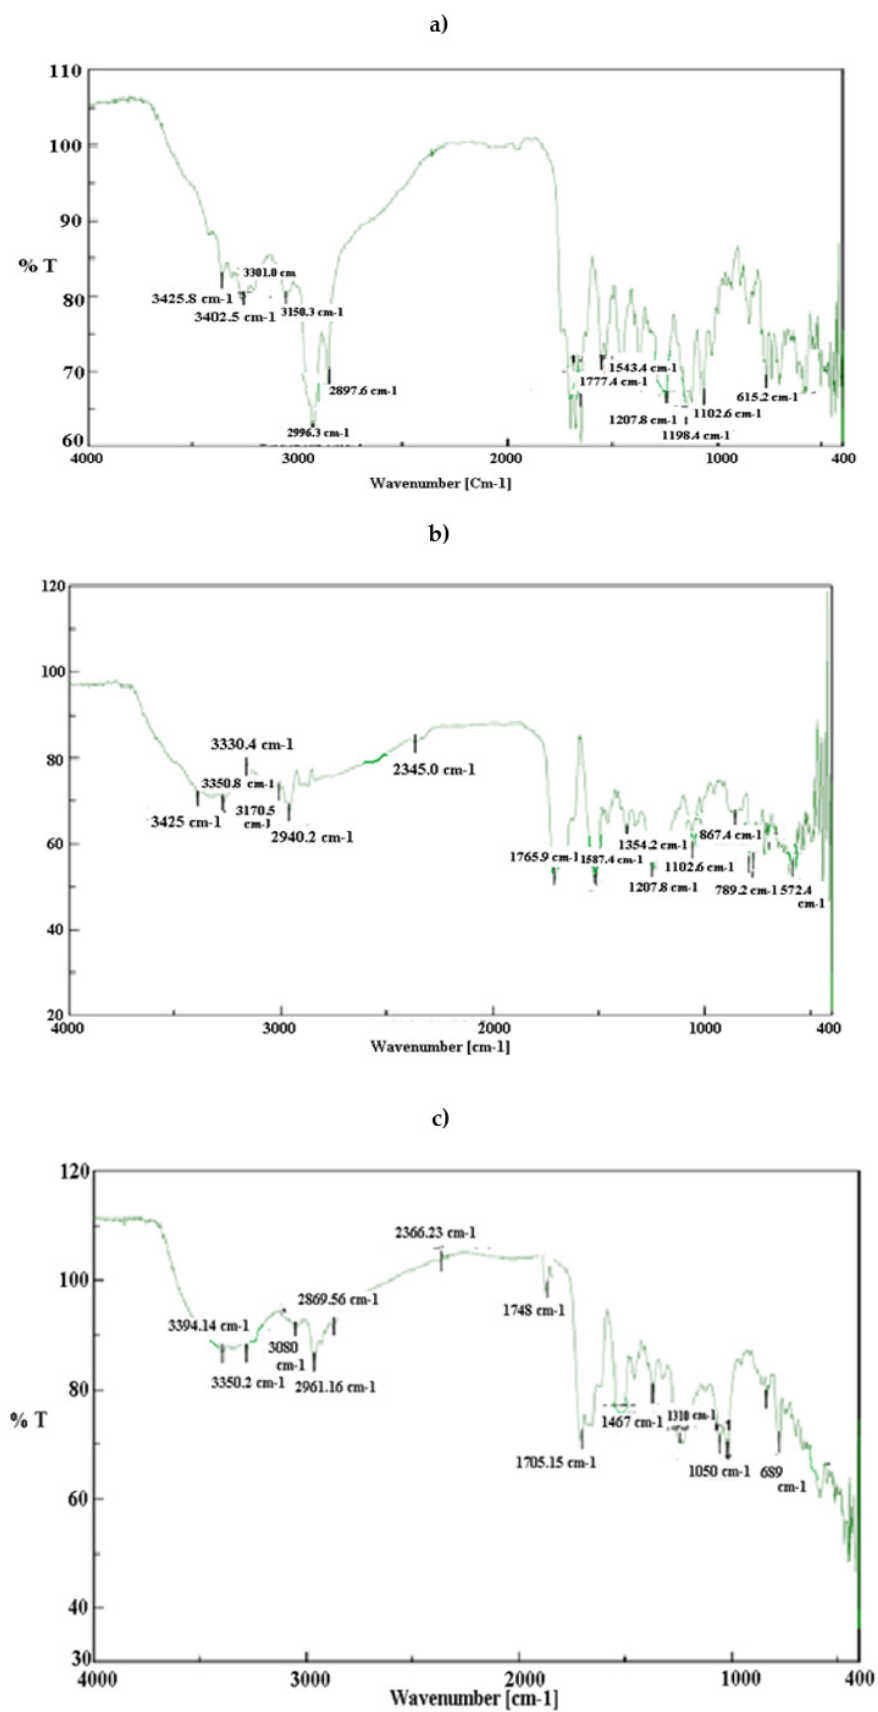 a)
110
100
90
% T
3301.0 cm
3425.8 cm-1
80
3402.5 cm-1
3150.3 cm-1
1543.4 cm-1
70
1777.4 cm-1
2897.6 cm-1
615.2 cm-1
1207.8 cm-1
1102.6 cm-1
2996.3 cm-1
1198.4 cm-1
60
4000
3000
2000
1000
400
Wavenumber [Cm-1]
b)
120
100
3330.4 cm-1
80
2345.0 cm-1
3350.8 cm-1
3170.5
cm-1
3425 cm-1
2940.2 cm-1
867.4 cm-1
60
1354.2 cm-1
1765.9 cm-1
1587.4 cm-1
1102.6 cm-1
1207.8 cm-1
789.2 cm-1
572.4
cm-1
40
20
4000
3000
2000
1000
400
Wavenumber [cm-1]
c)
120
2366.23 cm-1
100
2869.56 cm-1
1748 cm-1
3394.14 cm-1
3080
cm-1
3350.2 cm-1
2961.16 cm-1
80
% T
1467 cm-1
1310 cm-1
1705.15 cm-1
1050 cm-1
689
cm-1
60
40
30
4000
3000
2000
1000
400
Wavenumber [cm-1]